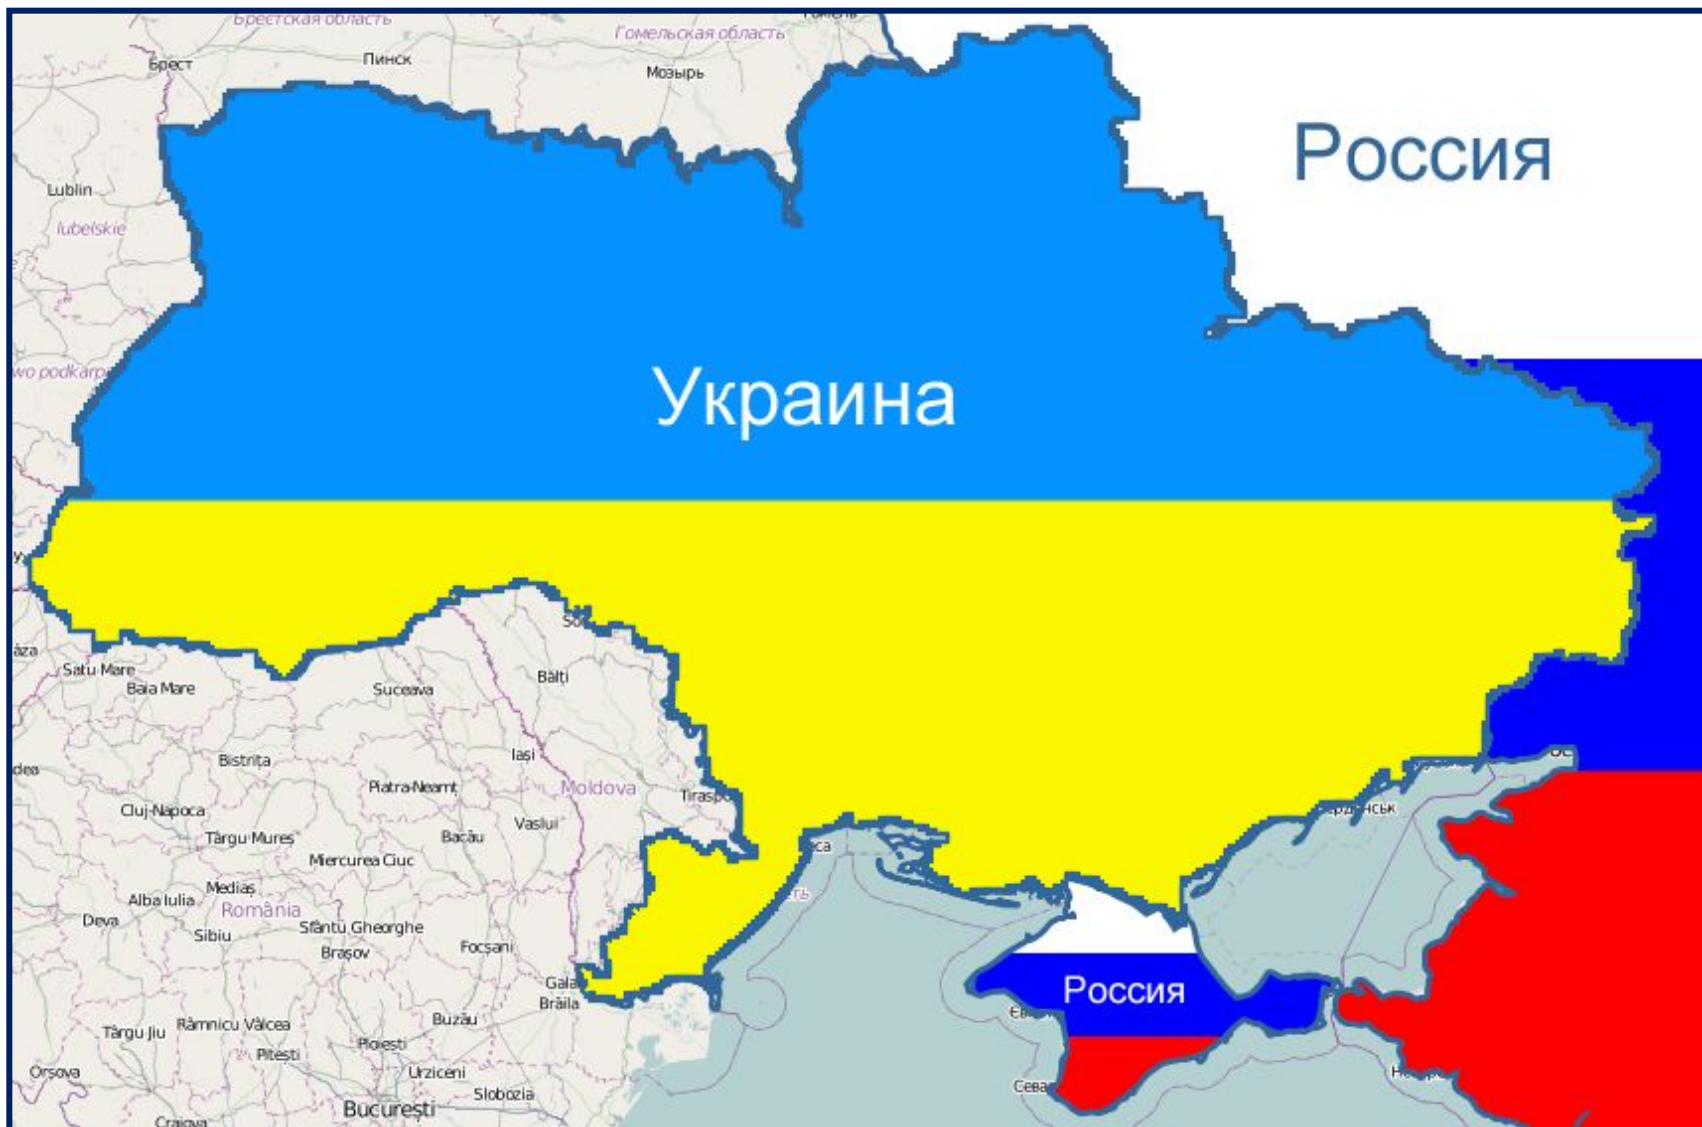 Брестская область
Гомельская область
Брест
Пинск
Мозырь
Россия
Lublin
lubelskie
Украина
Satu Mare
Baia Mare
Suceava
Bălți
Bistrița
Iași
Piatra-Neamt
Moldova
Cluj-Napoca
Târgu Mureș
Bacău
Vaslui
Miercurea Ciuc
Mediaș
Alba Iulia
România
Deva
Sibiu
Sfântu Gheorghe
Brașov
Focșani
Brăila
Россия
Târgu Jiu
Râmnicu Vâlcea
Buzău
Pitești
Ploiești
Orșova
Urziceni
Slobozia
București
Craiova